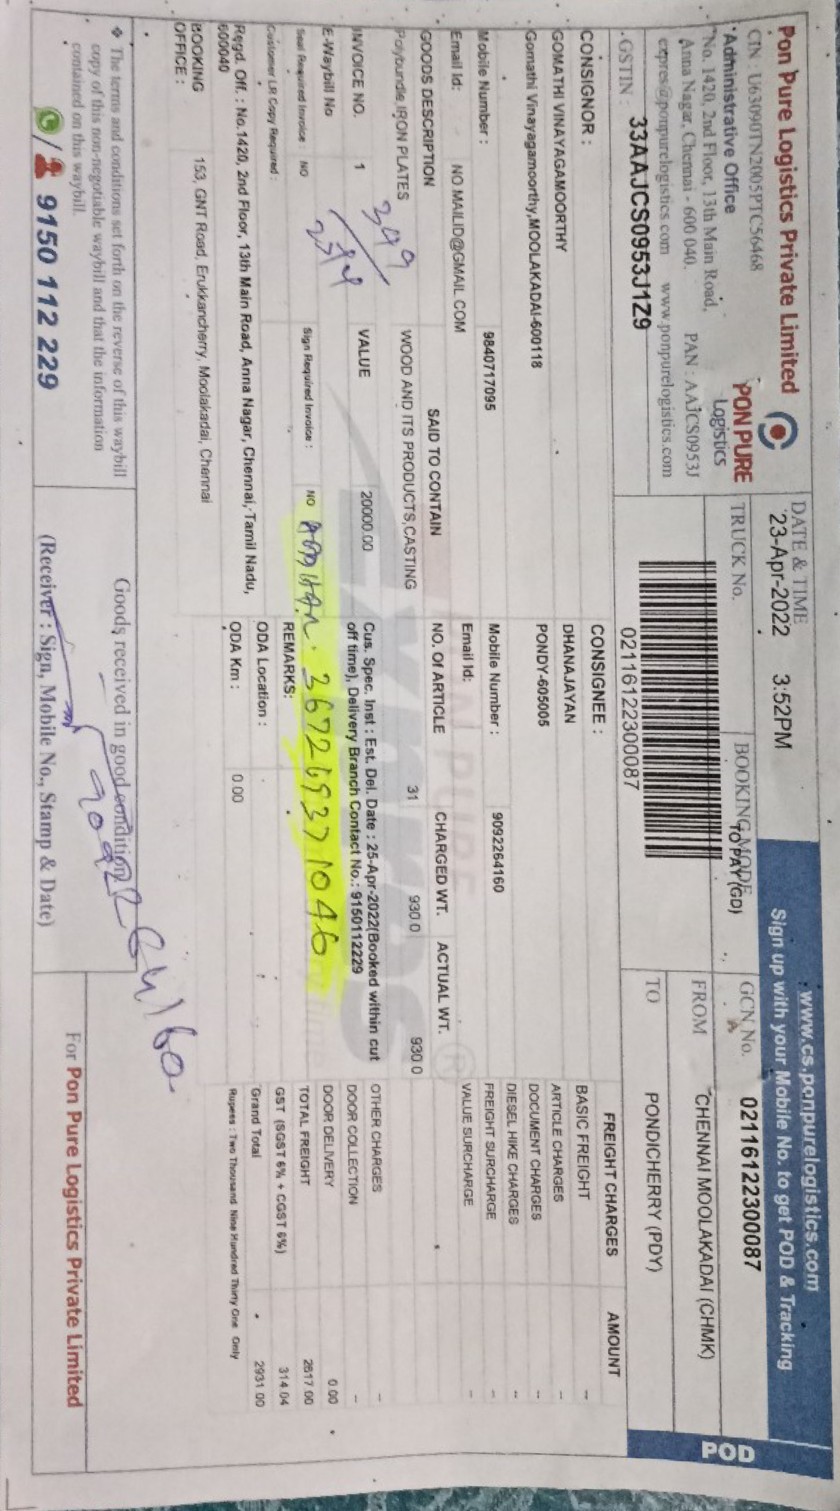 Pon Pure Logistics Private Limited
CIN : U63090TN2005PTC56468
Administrative Office
No. 1420, 2nd Floor, 13th Main Road,
Anna Nagar, Chennai - 600 040. PAN : AAJCS0953J
expres@ponpurelogistics.com www.ponpurelogistics.com
GSTIN : 33AAJCS0953J1Z9
PON PURE
Logistics
DATE & TIME
23-Apr-2022 3:52PM
TRUCK No.
BOOKING MODE
TO PAY (GD)
02116122300087
www.cs.ponpurelogistics.com
Sign up with your Mobile No. to get POD & Tracking
GCN No. 02116122300087
FROM CHENNAI MOOLAKADAI (CHMK)
TO PONDICHERRY (PDY)
POD
CONSIGNOR :
GOMATHI VINAYAGAMOORTHY
Gomathi Vinayagamoorthy,MOOLAKADAI-600118
Mobile Number : 9840717095
Email Id: NO MAILID@GMAIL COM
CONSIGNEE :
DHANAJAYAN
PONDY-605005
Mobile Number : 9092264160
Email Id:
GOODS DESCRIPTION SAID TO CONTAIN NO. Of ARTICLE CHARGED WT. ACTUAL WT.
Polybundle IRON PLATES WOOD AND ITS PRODUCTS,CASTING 31 930.0 930.0
399
INVOICE NO. 1 VALUE 20000.00
E-Waybill No
Seal Required Invoice : NO Sign Required Invoice : NO
Customer LR Copy Required :
Cus. Spec. Inst : Est. Del. Date : 25-Apr-2022(Booked within cut
off time), Delivery Branch Contact No.: 9150112229
367269371046
REMARKS:
ODA Location :
ODA Km : 0.00
Regd. Off. : No.1420, 2nd Floor, 13th Main Road, Anna Nagar, Chennai, Tamil Nadu,
600040
BOOKING
OFFICE : 153, GNT Road, Erukkancherry, Moolakadai, Chennai
FREIGHT CHARGES AMOUNT
BASIC FREIGHT --
ARTICLE CHARGES --
DOCUMENT CHARGES --
DIESEL HIKE CHARGES --
FREIGHT SURCHARGE --
VALUE SURCHARGE --
OTHER CHARGES --
DOOR COLLECTION --
DOOR DELIVERY 0.00
TOTAL FREIGHT 2617 00
GST (SGST 6% + CGST 6%) 314.04
Grand Total 2931 00
Rupees : Two Thousand Nine Hundred Thirty One Only
❖ The terms and conditions set forth on the reverse of this waybill
copy of this non-negotiable waybill and that the information
contained on this waybill.
9150 112 229
Goods received in good condition
9092264160
(Receiver : Sign, Mobile No., Stamp & Date)
For Pon Pure Logistics Private Limited